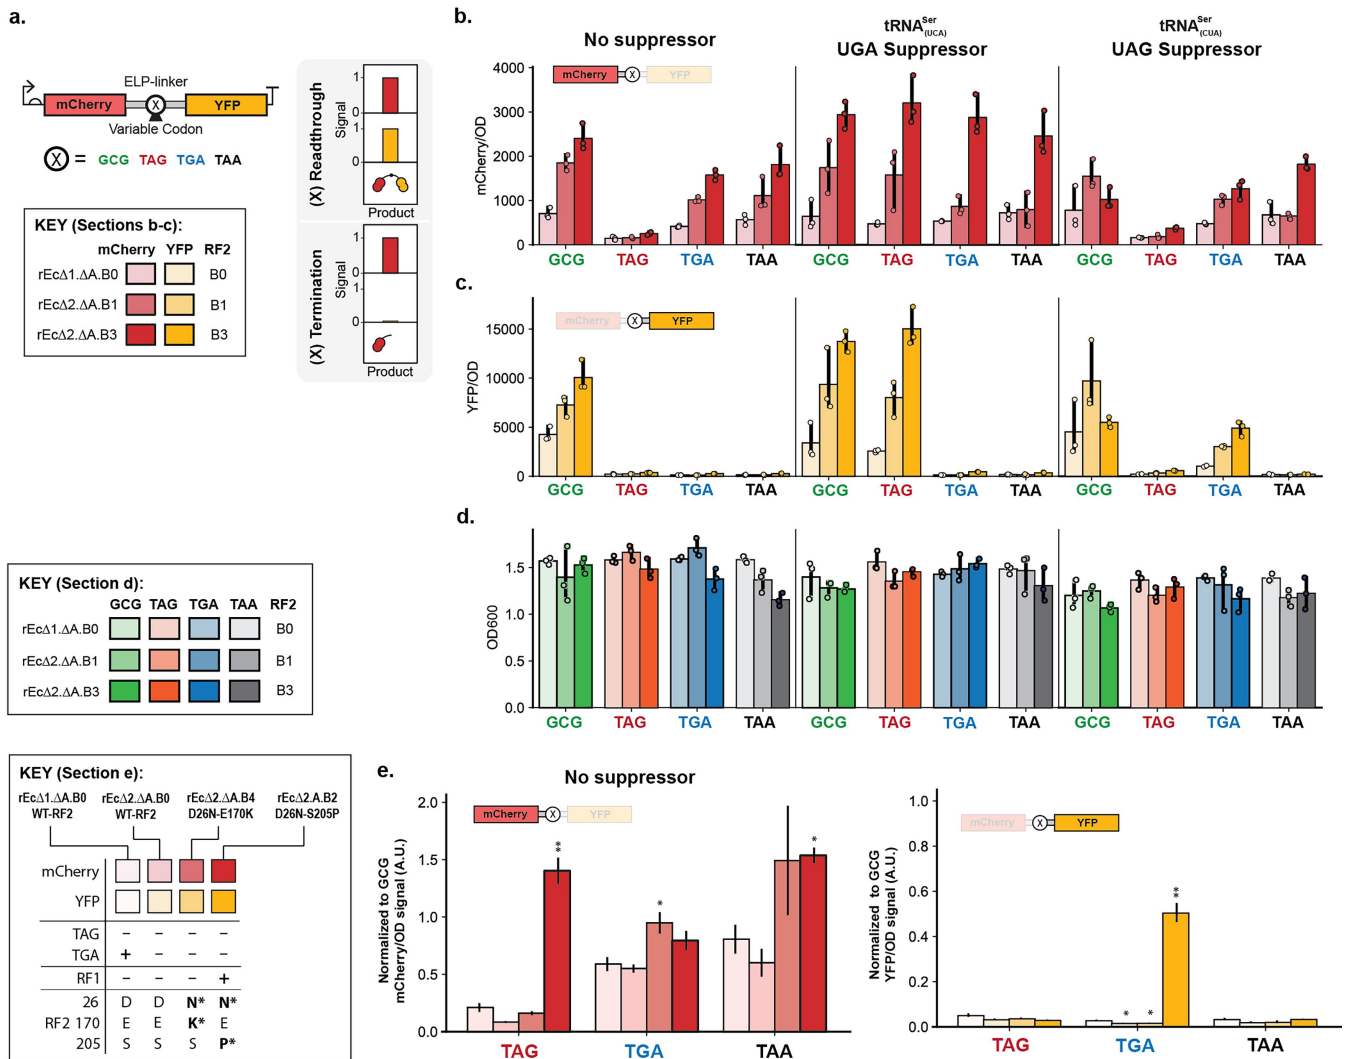 a.
ELP-linker
mCherry
X
YFP
Variable Codon
X = GCG TAG TGA TAA
KEY (Sections b-c):
mCherry YFP RF2
rEcΔ1.ΔA.B0 B0
rEcΔ2.ΔA.B1 B1
rEcΔ2.ΔA.B3 B3
(X) Readthrough
Signal
1
0
1
0
Product
(X) Termination
Signal
1
0
1
0
Product
b.
No suppressor
tRNA Ser (UCA)
UGA Suppressor
tRNA Ser (CUA)
UAG Suppressor
mCherry X YFP
mCherry/OD
4000
3000
2000
1000
0
GCG TAG TGA TAA GCG TAG TGA TAA GCG TAG TGA TAA
c.
mCherry X YFP
YFP/OD
15000
10000
5000
0
GCG TAG TGA TAA GCG TAG TGA TAA GCG TAG TGA TAA
d.
OD600
1.5
1.0
0.5
0.0
GCG TAG TGA TAA GCG TAG TGA TAA GCG TAG TGA TAA
KEY (Section d):
GCG TAG TGA TAA RF2
rEcΔ1.ΔA.B0 B0
rEcΔ2.ΔA.B1 B1
rEcΔ2.ΔA.B3 B3
KEY (Section e):
rEcΔ1.ΔA.B0 rEcΔ2.ΔA.B0 rEcΔ2.ΔA.B4 rEcΔ2.A.B2
WT-RF2 WT-RF2 D26N-E170K D26N-S205P
mCherry
YFP
TAG – – – –
TGA + – – –
RF1 – – – +
26 D D N* N*
RF2 170 E E K* E
205 S S S P*
e.
No suppressor
mCherry X YFP
Normalized to GCG
mCherry/OD signal (A.U.)
2.0
1.5
1.0
0.5
0.0
**
*
*
TAG TGA TAA
mCherry X YFP
Normalized to GCG
YFP/OD signal (A.U.)
1.0
0.8
0.6
0.4
0.2
0.0
* * **
TAG TGA TAA